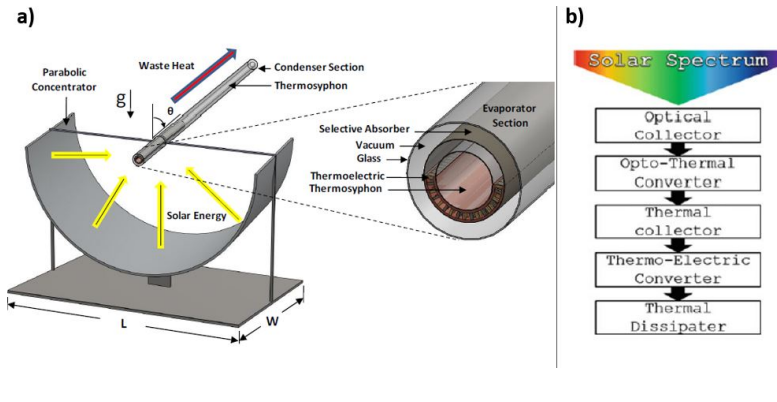 a)
Parabolic
Concentrator
g
θ
Waste Heat
Condenser Section
Thermosyphon
Solar Energy
L
W
Evaporator
Section
Selective Absorber
Vacuum
Glass
Thermoelectric
Thermosyphon
b)
Solar Spectrum
Optical
Collector
Opto-Thermal
Converter
Thermal
collector
Thermo-Electric
Converter
Thermal
Dissipater